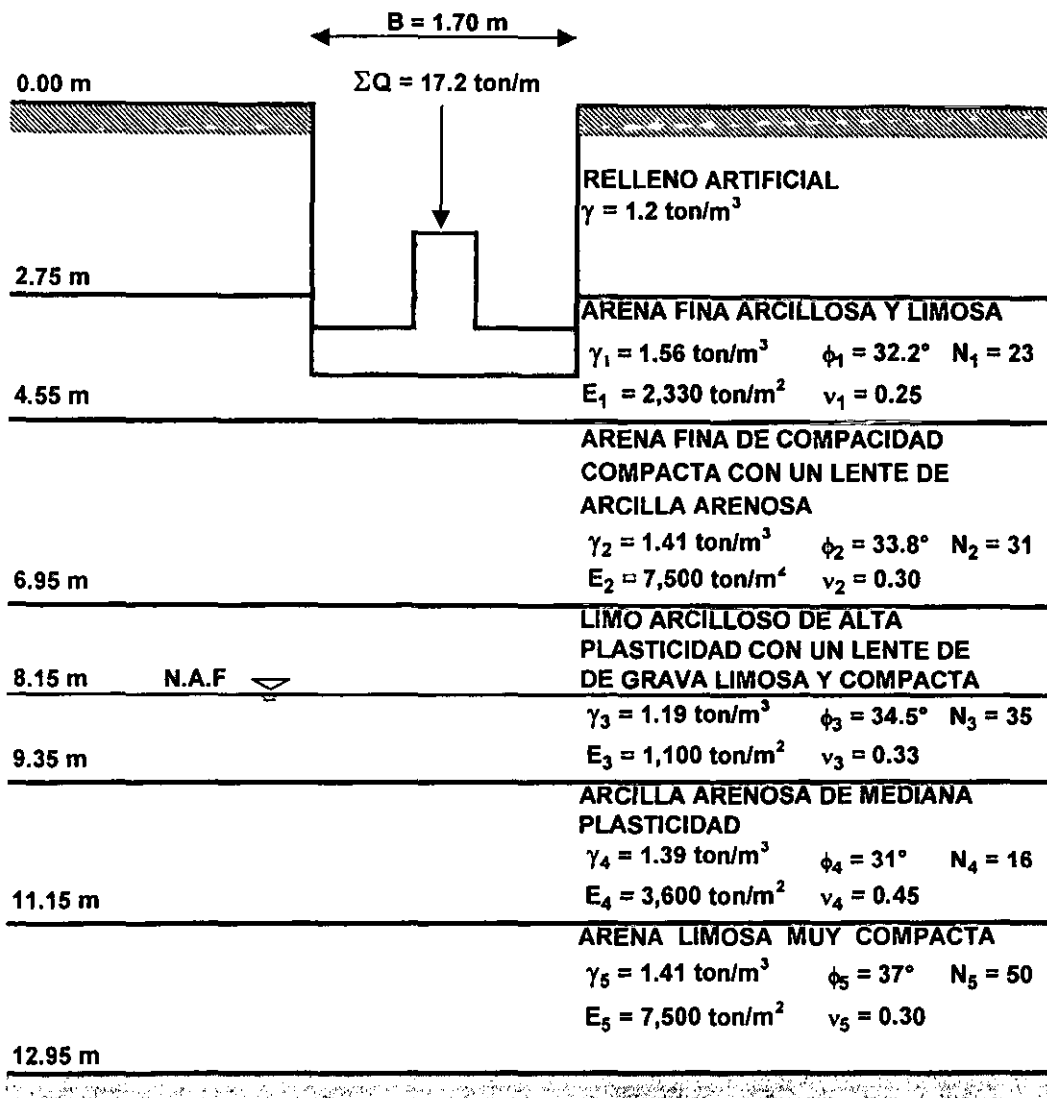 B = 1.70 m
0.00 m
ΣQ = 17.2 ton/m
RELLENO ARTIFICIAL
γ = 1.2 ton/m³
2.75 m
ARENA FINA ARCILLOSA Y LIMOSA
γ₁ = 1.56 ton/m³ ϕ₁ = 32.2° N₁ = 23
E₁ = 2,330 ton/m² ν₁ = 0.25
4.55 m
ARENA FINA DE COMPACIDAD
COMPACTA CON UN LENTE DE
ARCILLA ARENOSA
γ₂ = 1.41 ton/m³ ϕ₂ = 33.8° N₂ = 31
E₂ = 7,500 ton/m² ν₂ = 0.30
6.95 m
LIMO ARCILLOSO DE ALTA
PLASTICIDAD CON UN LENTE DE
DE GRAVA LIMOSA Y COMPACTA
8.15 m N.A.F
γ₃ = 1.19 ton/m³ ϕ₃ = 34.5° N₃ = 35
E₃ = 1,100 ton/m² ν₃ = 0.33
9.35 m
ARCILLA ARENOSA DE MEDIANA
PLASTICIDAD
γ₄ = 1.39 ton/m³ ϕ₄ = 31° N₄ = 16
E₄ = 3,600 ton/m² ν₄ = 0.45
11.15 m
ARENA LIMOSA MUY COMPACTA
γ₅ = 1.41 ton/m³ ϕ₅ = 37° N₅ = 50
E₅ = 7,500 ton/m² ν₅ = 0.30
12.95 m